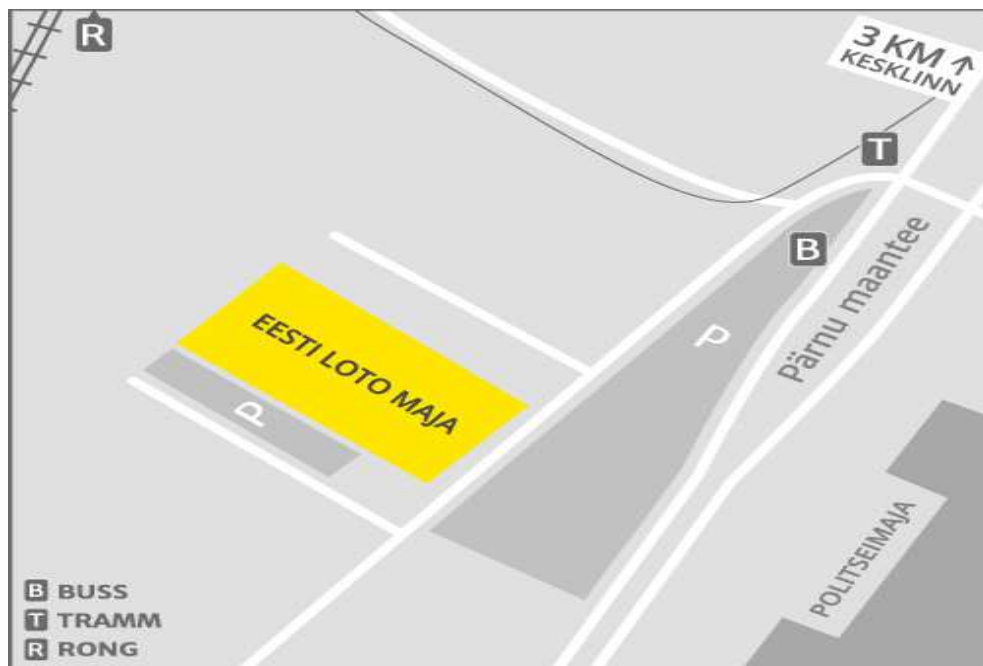 R
3 KM ↑
KESKLINN
T
B
Pärnu maantee
P
EESTI LOTO MAJA
P
POLITSEIMAJA
B BUSS
T TRAMM
R RONG